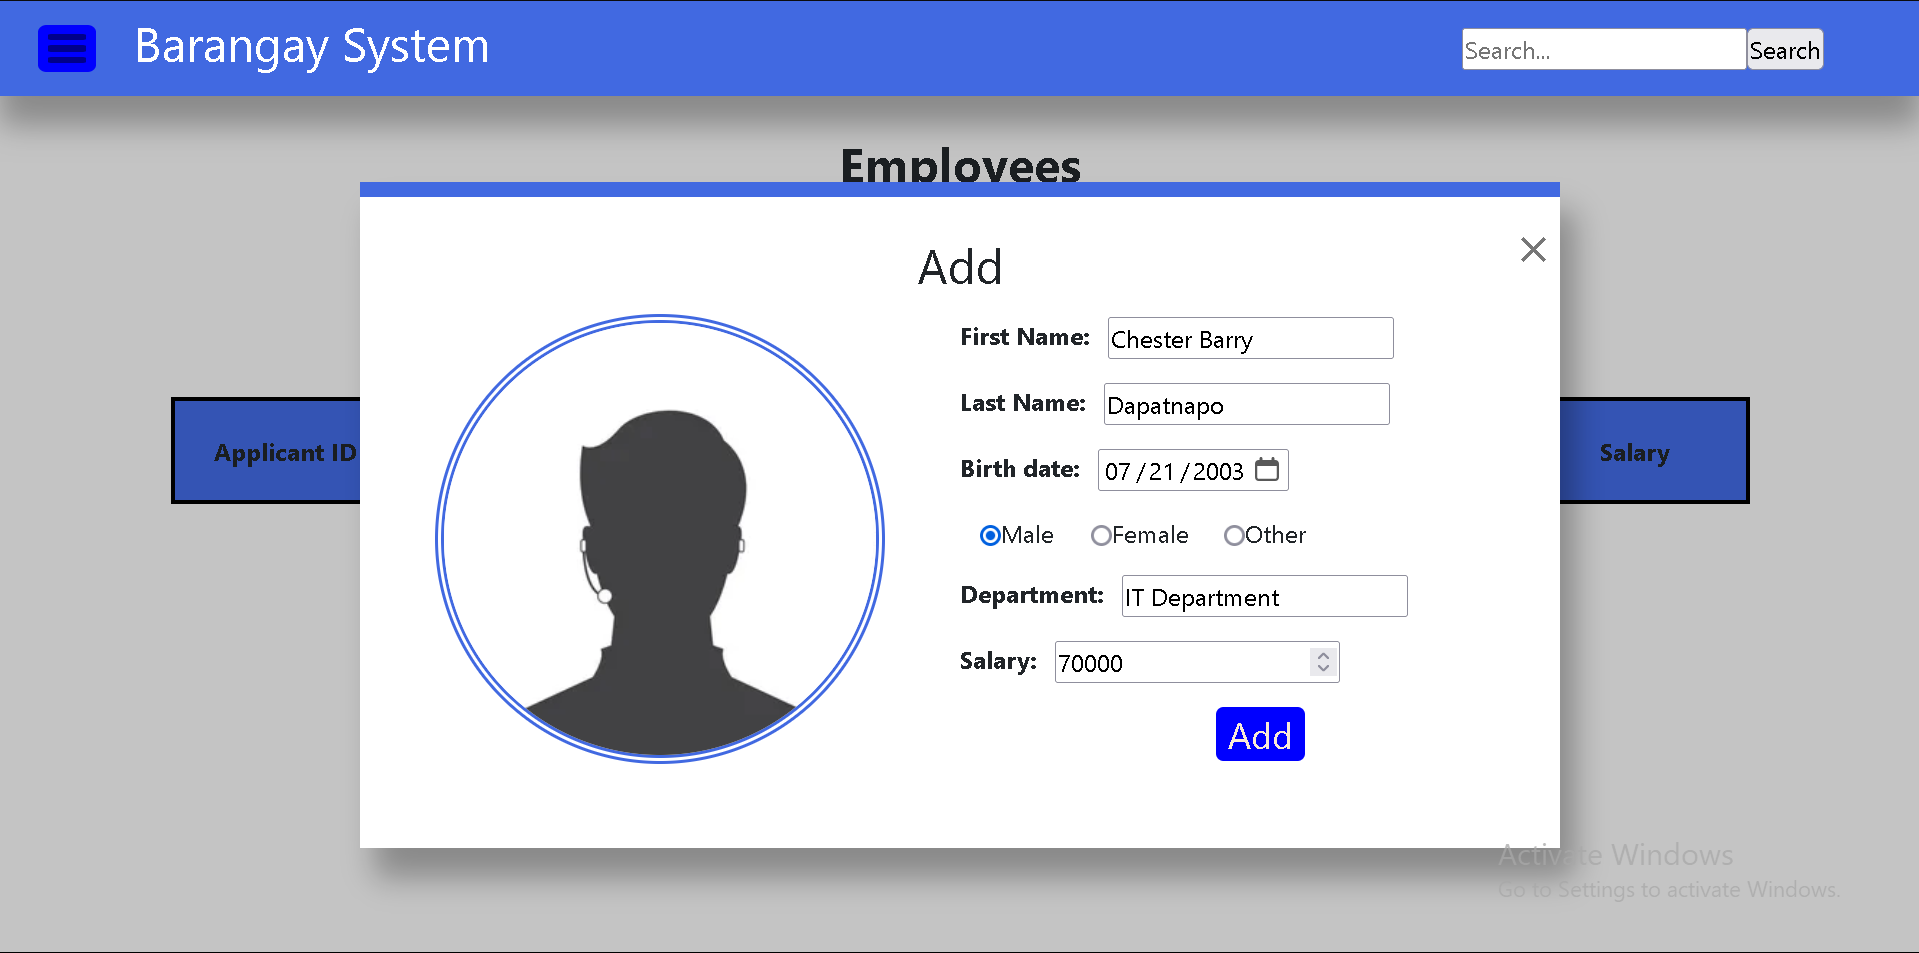 Barangay System
Search...
Search
Employees
Add
First Name: Chester Barry
Last Name: Dapatnapo
Birth date: 07/21/2003
Male Female Other
Department: IT Department
Salary: 70000
Add
Applicant ID
Salary
Activate Windows
Go to Settings to activate Windows.